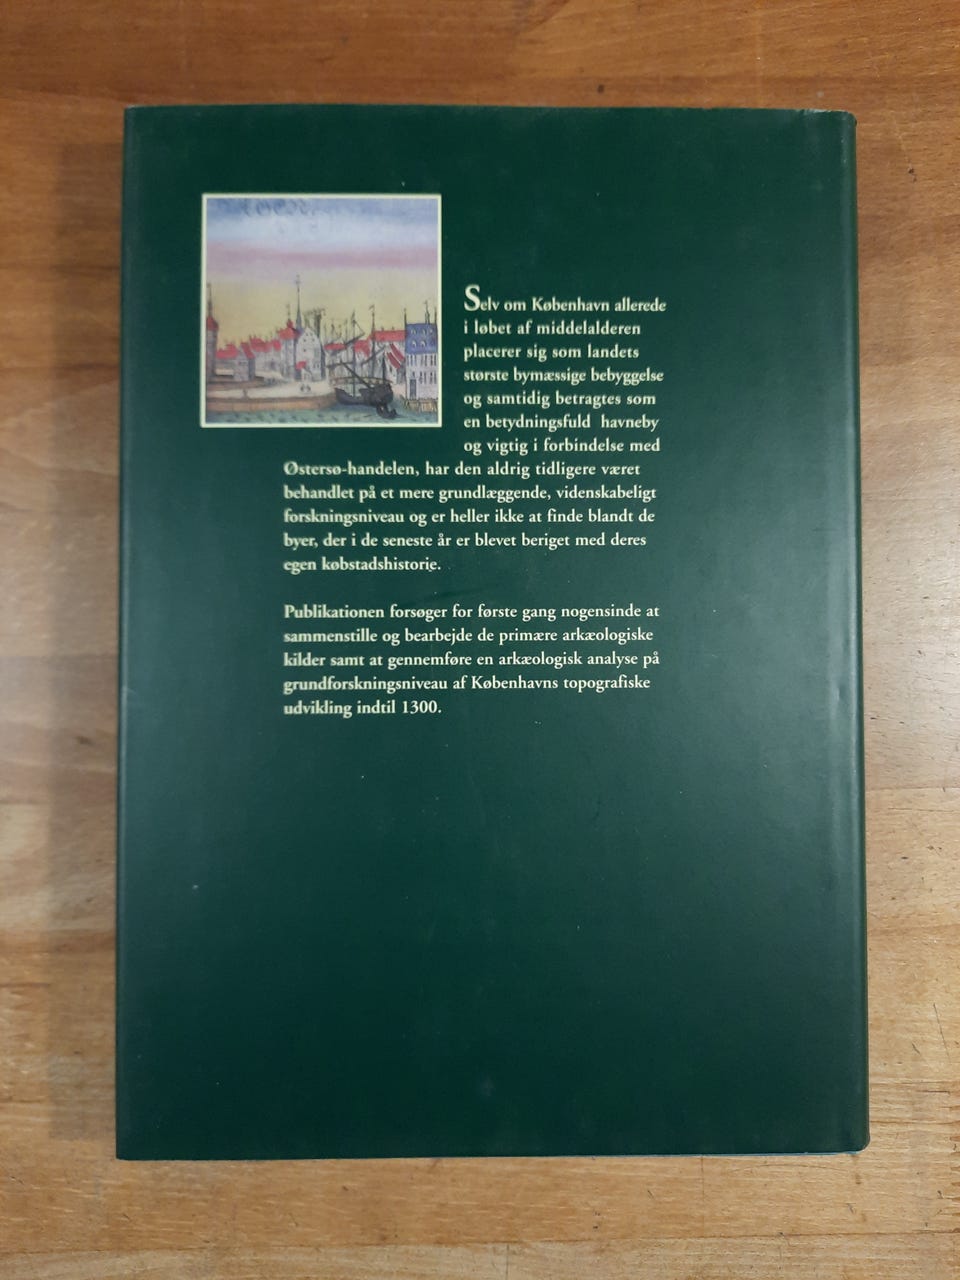 Selv om København allerede
i løbet af middelalderen
placerer sig som landets
største bymæssige bebyggelse
og samtidig betragtes som
en betydningsfuld havneby
og vigtig i forbindelse med
Østersø-handelen, har den aldrig tidligere været
behandlet på et mere grundlæggende, videnskabeligt
forskningsniveau og er heller ikke at finde blandt de
byer, der i de seneste år er blevet beriget med deres
egen købstadshistorie.
Publikationen forsøger for første gang nogensinde at
sammenstille og bearbejde de primære arkæologiske
kilder samt at gennemføre en arkæologisk analyse på
grundforskningsniveau af Københavns topografiske
udvikling indtil 1300.